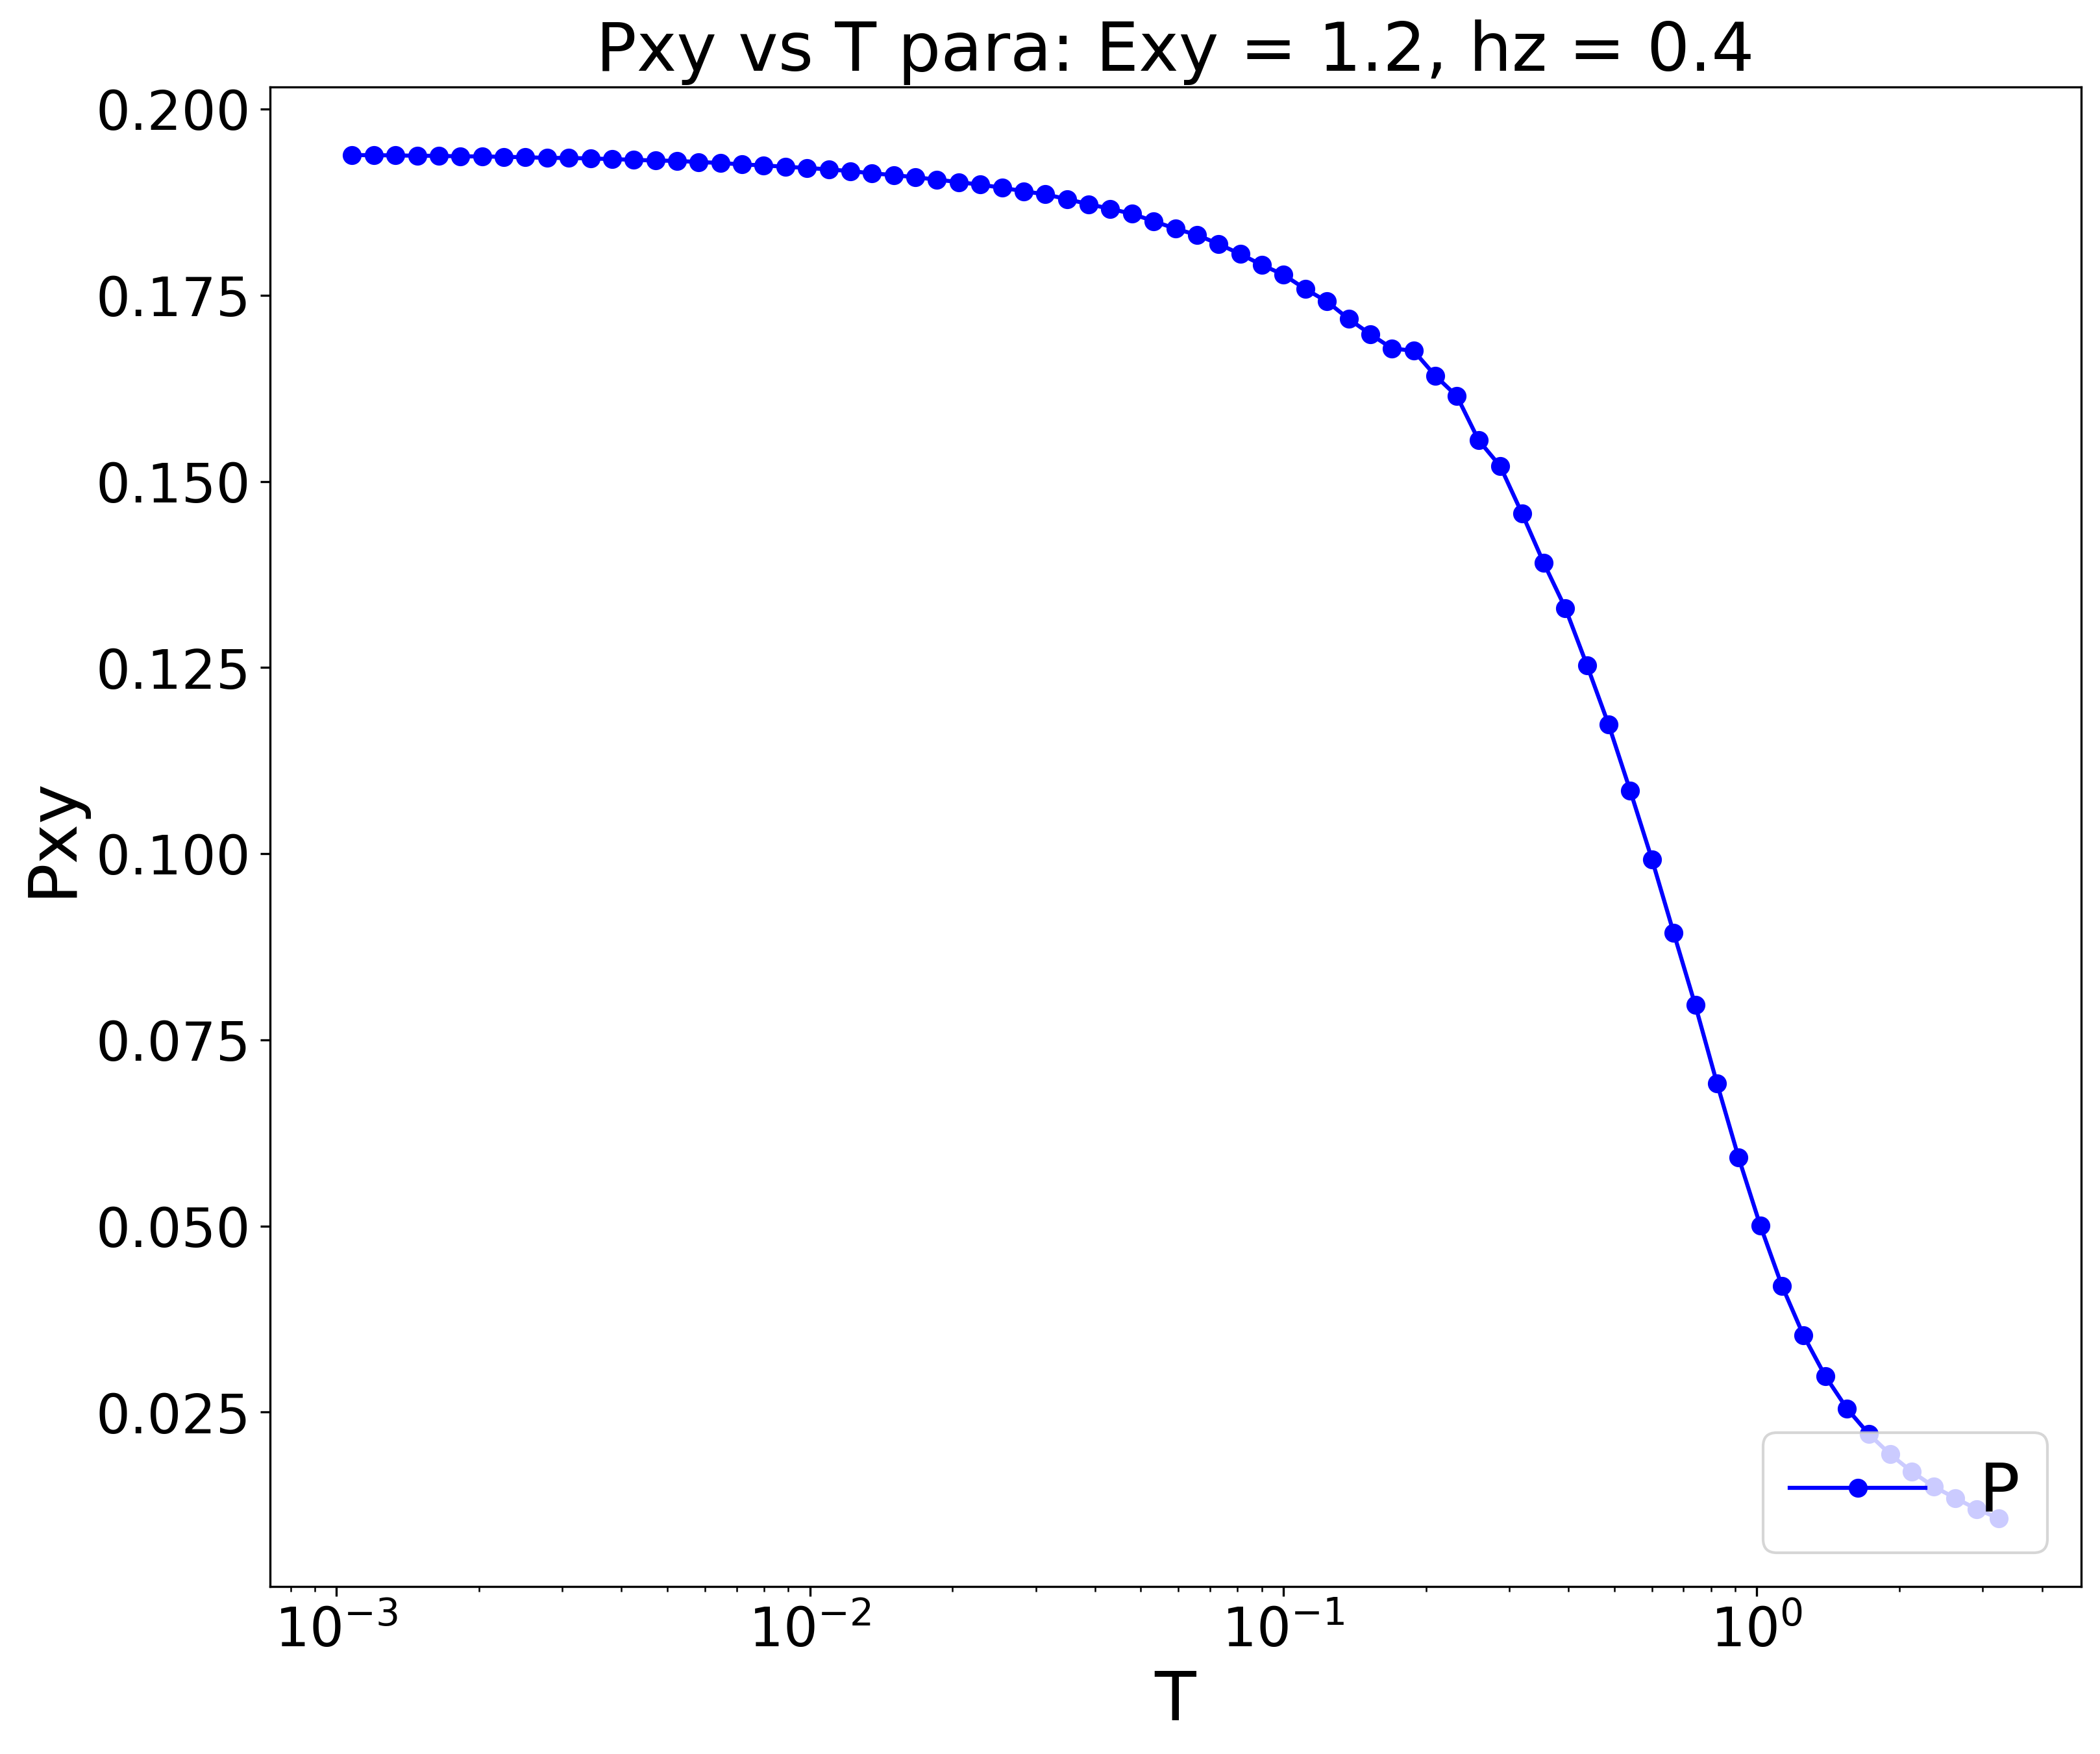 Pxy vs T para: Exy = 1.2, hz = 0.4
0.200
0.175
0.150
0.125
0.100
0.075
0.050
0.025
Pxy
P
10⁻³ 10⁻² 10⁻¹ 10⁰
T